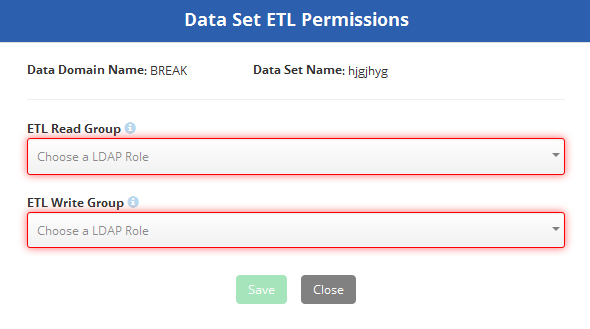 Data Set ETL Permissions
Data Domain Name: BREAK Data Set Name: hjgjhyg
ETL Read Group
Choose a LDAP Role
ETL Write Group
Choose a LDAP Role
Save Close